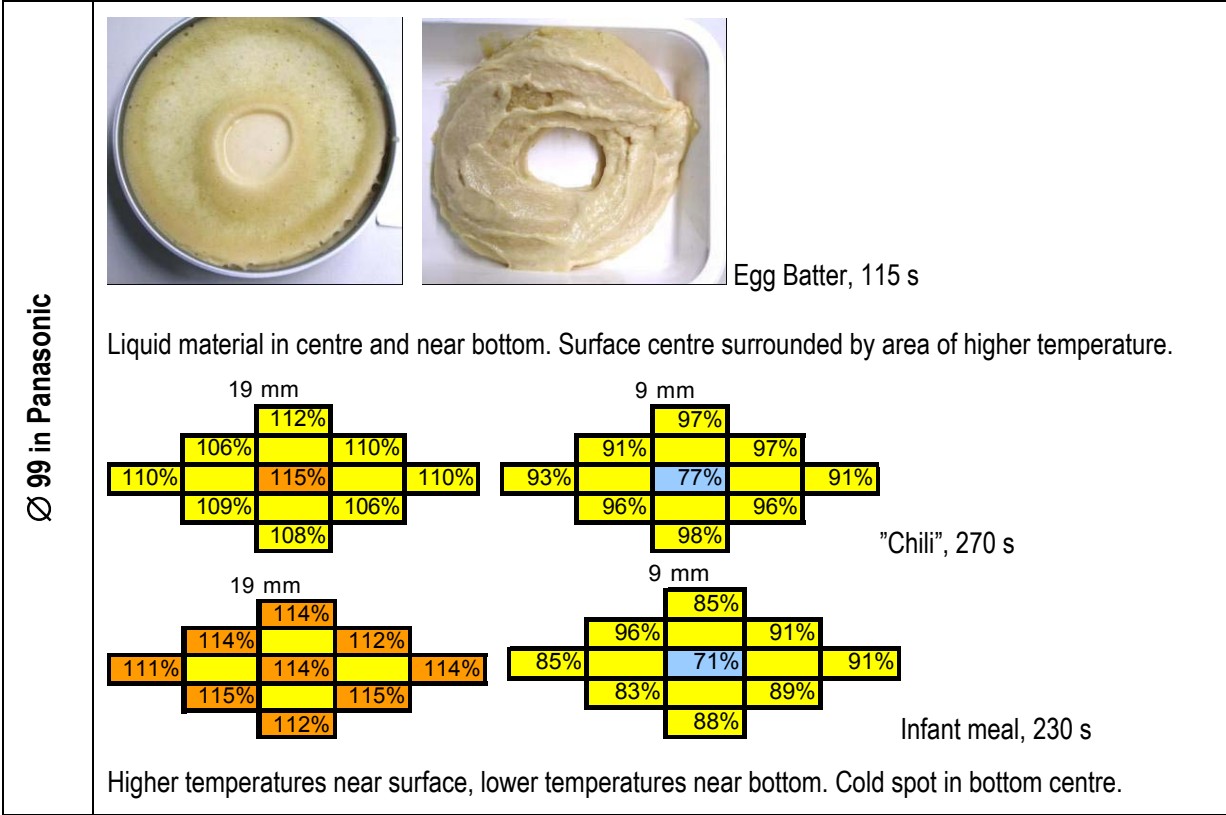 Ø 99 in Panasonic
Egg Batter, 115 s
Liquid material in centre and near bottom. Surface centre surrounded by area of higher temperature.
19 mm
112%
106% 110%
110% 115% 110%
109% 106%
108%
9 mm
97%
91% 97%
93% 77% 91%
96% 96%
98%
”Chili”, 270 s
19 mm
114%
114% 112%
111% 114% 114%
115% 115%
112%
9 mm
85%
96% 91%
85% 71% 91%
83% 89%
88%
Infant meal, 230 s
Higher temperatures near surface, lower temperatures near bottom. Cold spot in bottom centre.